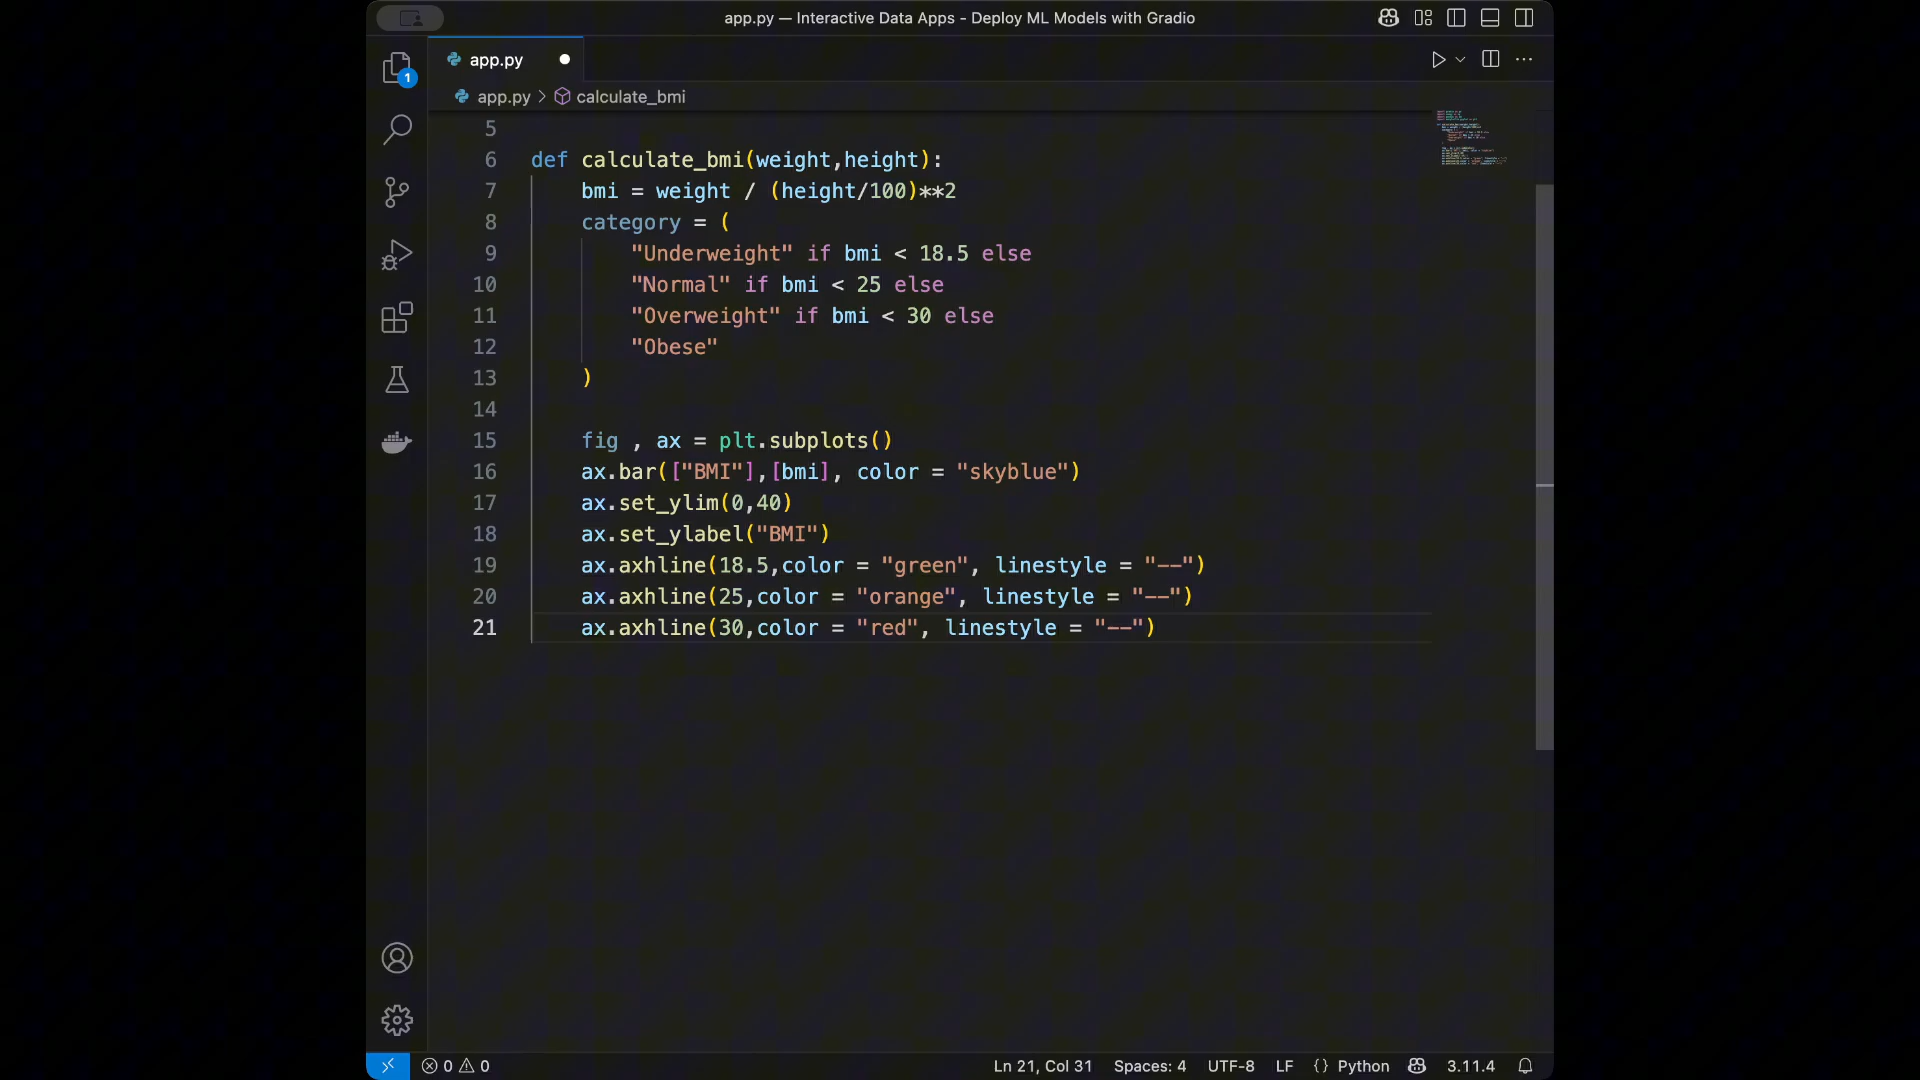 app.py — Interactive Data Apps - Deploy ML Models with Gradio
1
app.py
app.py > calculate_bmi
5
6 def calculate_bmi(weight,height):
7 bmi = weight / (height/100)**2
8 category = (
9 "Underweight" if bmi < 18.5 else
10 "Normal" if bmi < 25 else
11 "Overweight" if bmi < 30 else
12 "Obese"
13 )
14
15 fig , ax = plt.subplots()
16 ax.bar(["BMI"],[bmi], color = "skyblue")
17 ax.set_ylim(0,40)
18 ax.set_ylabel("BMI")
19 ax.axhline(18.5,color = "green", linestyle = "--")
20 ax.axhline(25,color = "orange", linestyle = "--")
21 ax.axhline(30,color = "red", linestyle = "--")
0 0 Ln 21, Col 31 Spaces: 4 UTF-8 LF {} Python 3.11.4